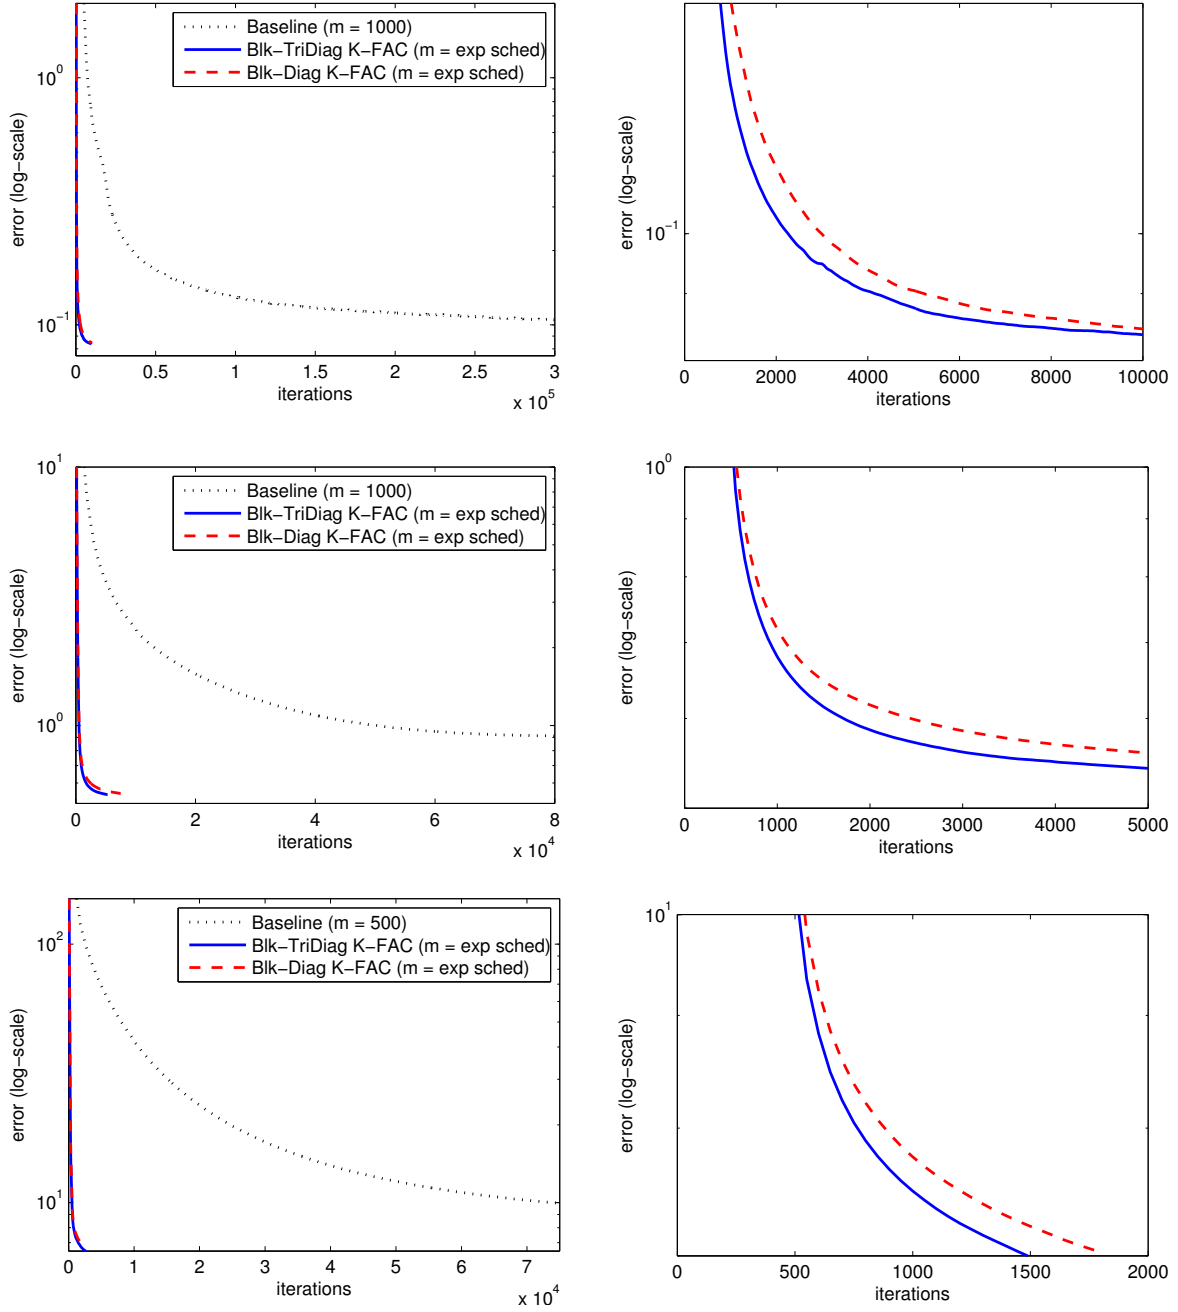 Baseline (m = 1000)
Blk−TriDiag K−FAC (m = exp sched)
Blk−Diag K−FAC (m = exp sched)
10^0
10^−1
error (log−scale)
0 0.5 1 1.5 2 2.5 3
iterations
x 10^5
10^−1
error (log−scale)
0 2000 4000 6000 8000 10000
iterations
Baseline (m = 1000)
Blk−TriDiag K−FAC (m = exp sched)
Blk−Diag K−FAC (m = exp sched)
10^1
10^0
error (log−scale)
0 2 4 6 80
iterations
x 10^4
10^0
error (log−scale)
0 1000 2000 3000 4000 5000
iterations
Baseline (m = 500)
Blk−TriDiag K−FAC (m = exp sched)
Blk−Diag K−FAC (m = exp sched)
10^2
10^1
error (log−scale)
0 1 2 3 4 5 6 7
iterations
x 10^4
10^1
error (log−scale)
0 500 1000 1500 2000
iterations